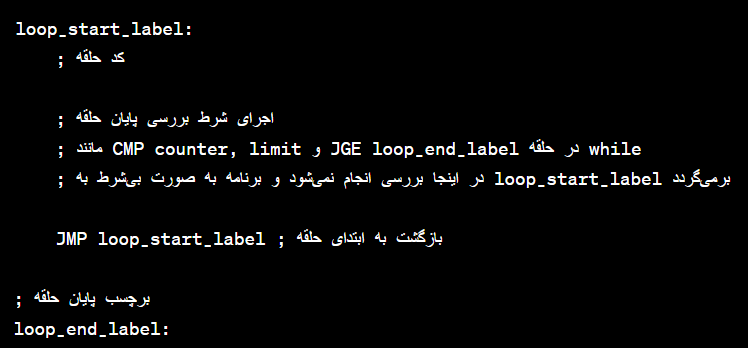 loop_start_label:
; کد حلقه
; اجرای شرط بررسی پایان حلقه
; مانند CMP counter, limit و JGE loop_end_label در حلقه while
; در اینجا بررسی انجام نمی‌شود و برنامه به صورت بی‌شرط به loop_start_label برمی‌گردد
JMP loop_start_label ; بازگشت به ابتدای حلقه
; برچسب پایان حلقه
loop_end_label: